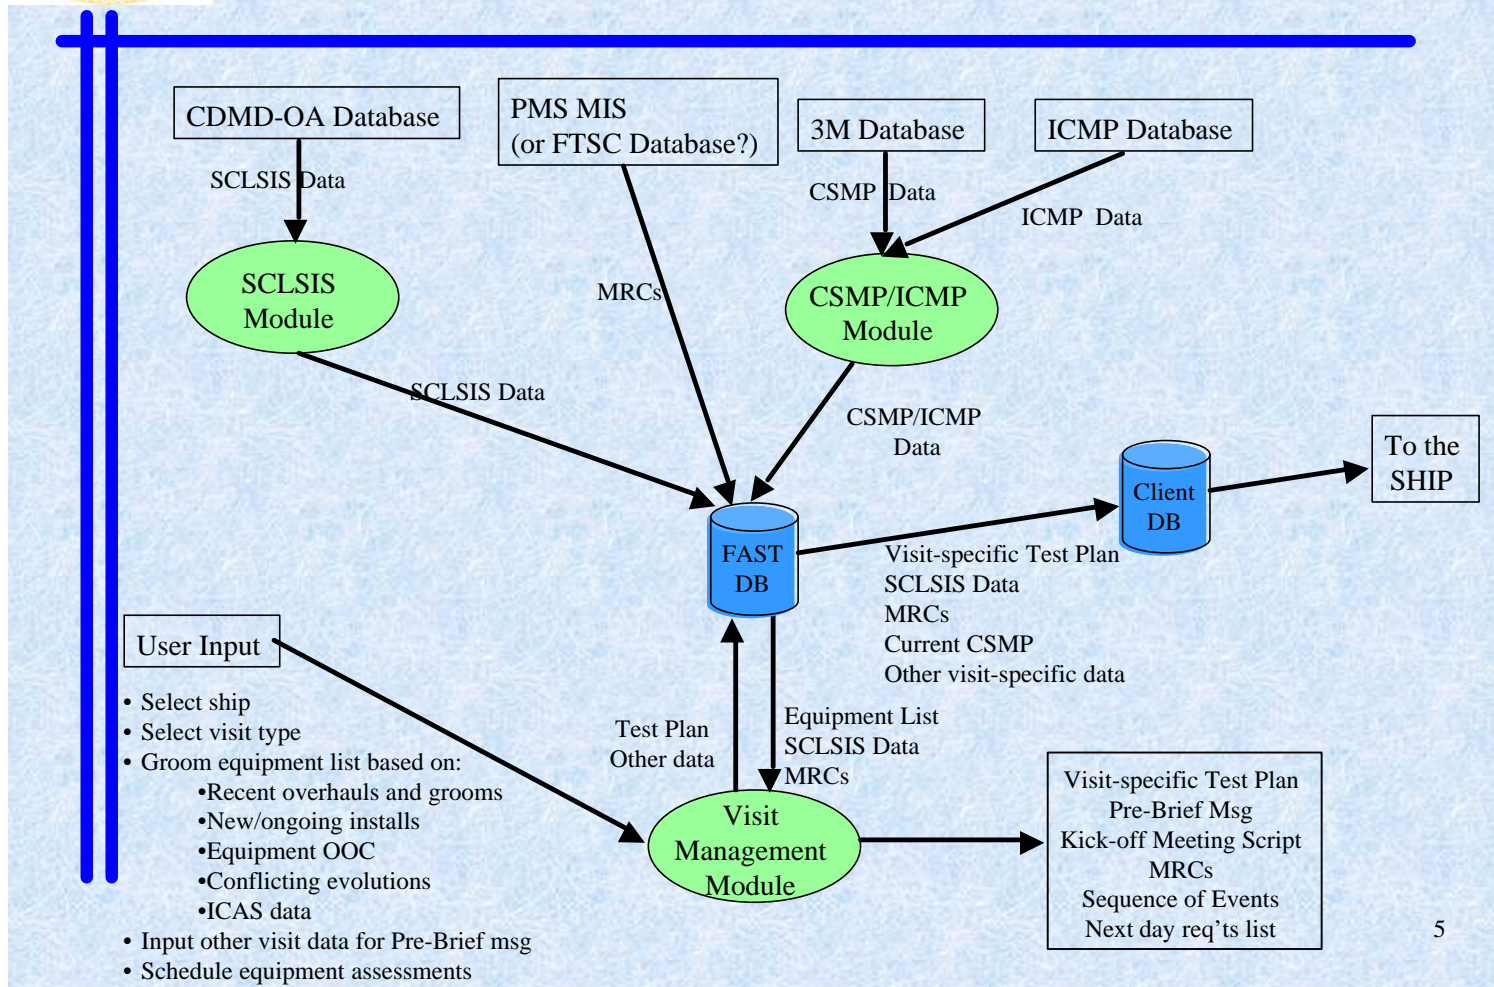 CDMD-OA Database
PMS MIS
(or FTSC Database?)
3M Database
ICMP Database
SCLSIS Data
CSMP Data
ICMP Data
SCLSIS
Module
MRCs
CSMP/ICMP
Module
SCLSIS Data
CSMP/ICMP
Data
To the
SHIP
Client
DB
FAST
DB
Visit-specific Test Plan
SCLSIS Data
MRCs
Current CSMP
Other visit-specific data
User Input
• Select ship
• Select visit type
• Groom equipment list based on:
•Recent overhauls and grooms
•New/ongoing installs
•Equipment OOC
•Conflicting evolutions
•ICAS data
• Input other visit data for Pre-Brief msg
• Schedule equipment assessments
Test Plan
Other data
Equipment List
SCLSIS Data
MRCs
Visit
Management
Module
Visit-specific Test Plan
Pre-Brief Msg
Kick-off Meeting Script
MRCs
Sequence of Events
Next day req'ts list
5